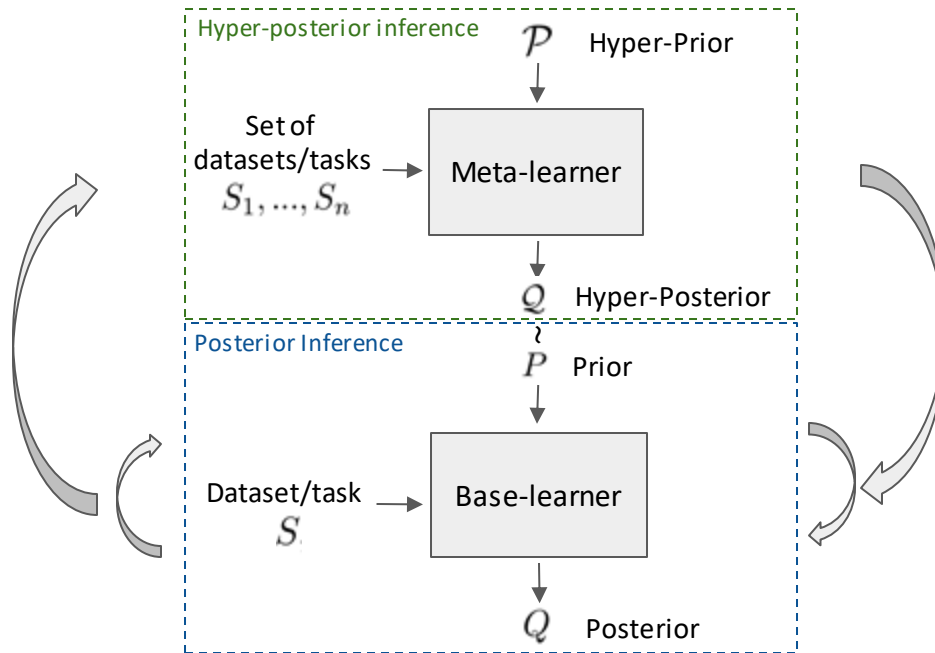 Hyper-posterior inference
𝒫 Hyper-Prior
Set of
datasets/tasks
S₁, ..., Sₙ
Meta-learner
𝒬 Hyper-Posterior
~
Posterior Inference
P Prior
Dataset/task
S
Base-learner
Q Posterior